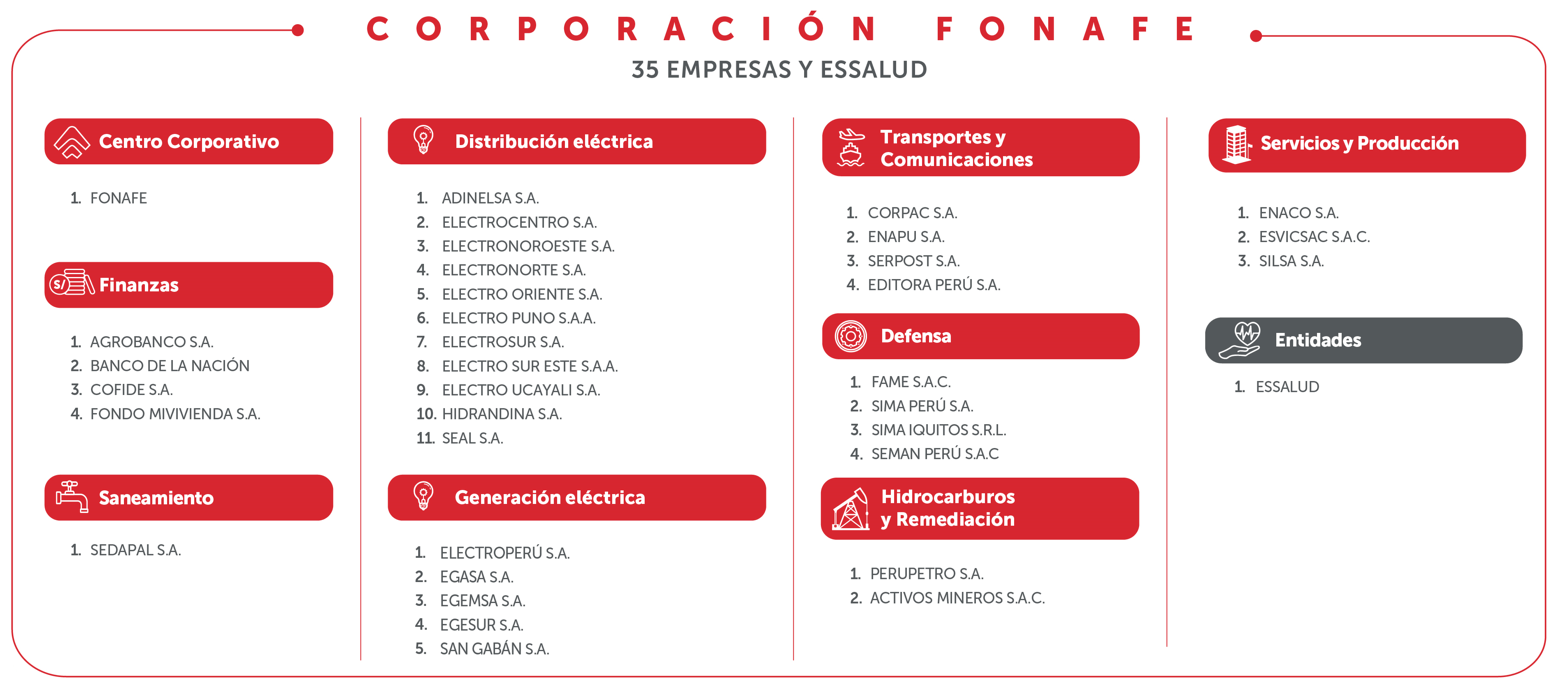 CORPORACIÓN FONAFE
35 EMPRESAS Y ESSALUD
Centro Corporativo
1. FONAFE
S/ Finanzas
1. AGROBANCO S.A.
2. BANCO DE LA NACIÓN
3. COFIDE S.A.
4. FONDO MIVIVIENDA S.A.
Saneamiento
1. SEDAPAL S.A.
Distribución eléctrica
1. ADINELSA S.A.
2. ELECTROCENTRO S.A.
3. ELECTRONOROESTE S.A.
4. ELECTRONORTE S.A.
5. ELECTRO ORIENTE S.A.
6. ELECTRO PUNO S.A.A.
7. ELECTROSUR S.A.
8. ELECTRO SUR ESTE S.A.A.
9. ELECTRO UCAYALI S.A.
10. HIDRANDINA S.A.
11. SEAL S.A.
Generación eléctrica
1. ELECTROPERÚ S.A.
2. EGASA S.A.
3. EGEMSA S.A.
4. EGESUR S.A.
5. SAN GABÁN S.A.
Transportes y
Comunicaciones
1. CORPAC S.A.
2. ENAPU S.A.
3. SERPOST S.A.
4. EDITORA PERÚ S.A.
Defensa
1. FAME S.A.C.
2. SIMA PERÚ S.A.
3. SIMA IQUITOS S.R.L.
4. SEMAN PERÚ S.A.C
Hidrocarburos
y Remediación
1. PERUPETRO S.A.
2. ACTIVOS MINEROS S.A.C.
Servicios y Producción
1. ENACO S.A.
2. ESVICSAC S.A.C.
3. SILSA S.A.
Entidades
1. ESSALUD